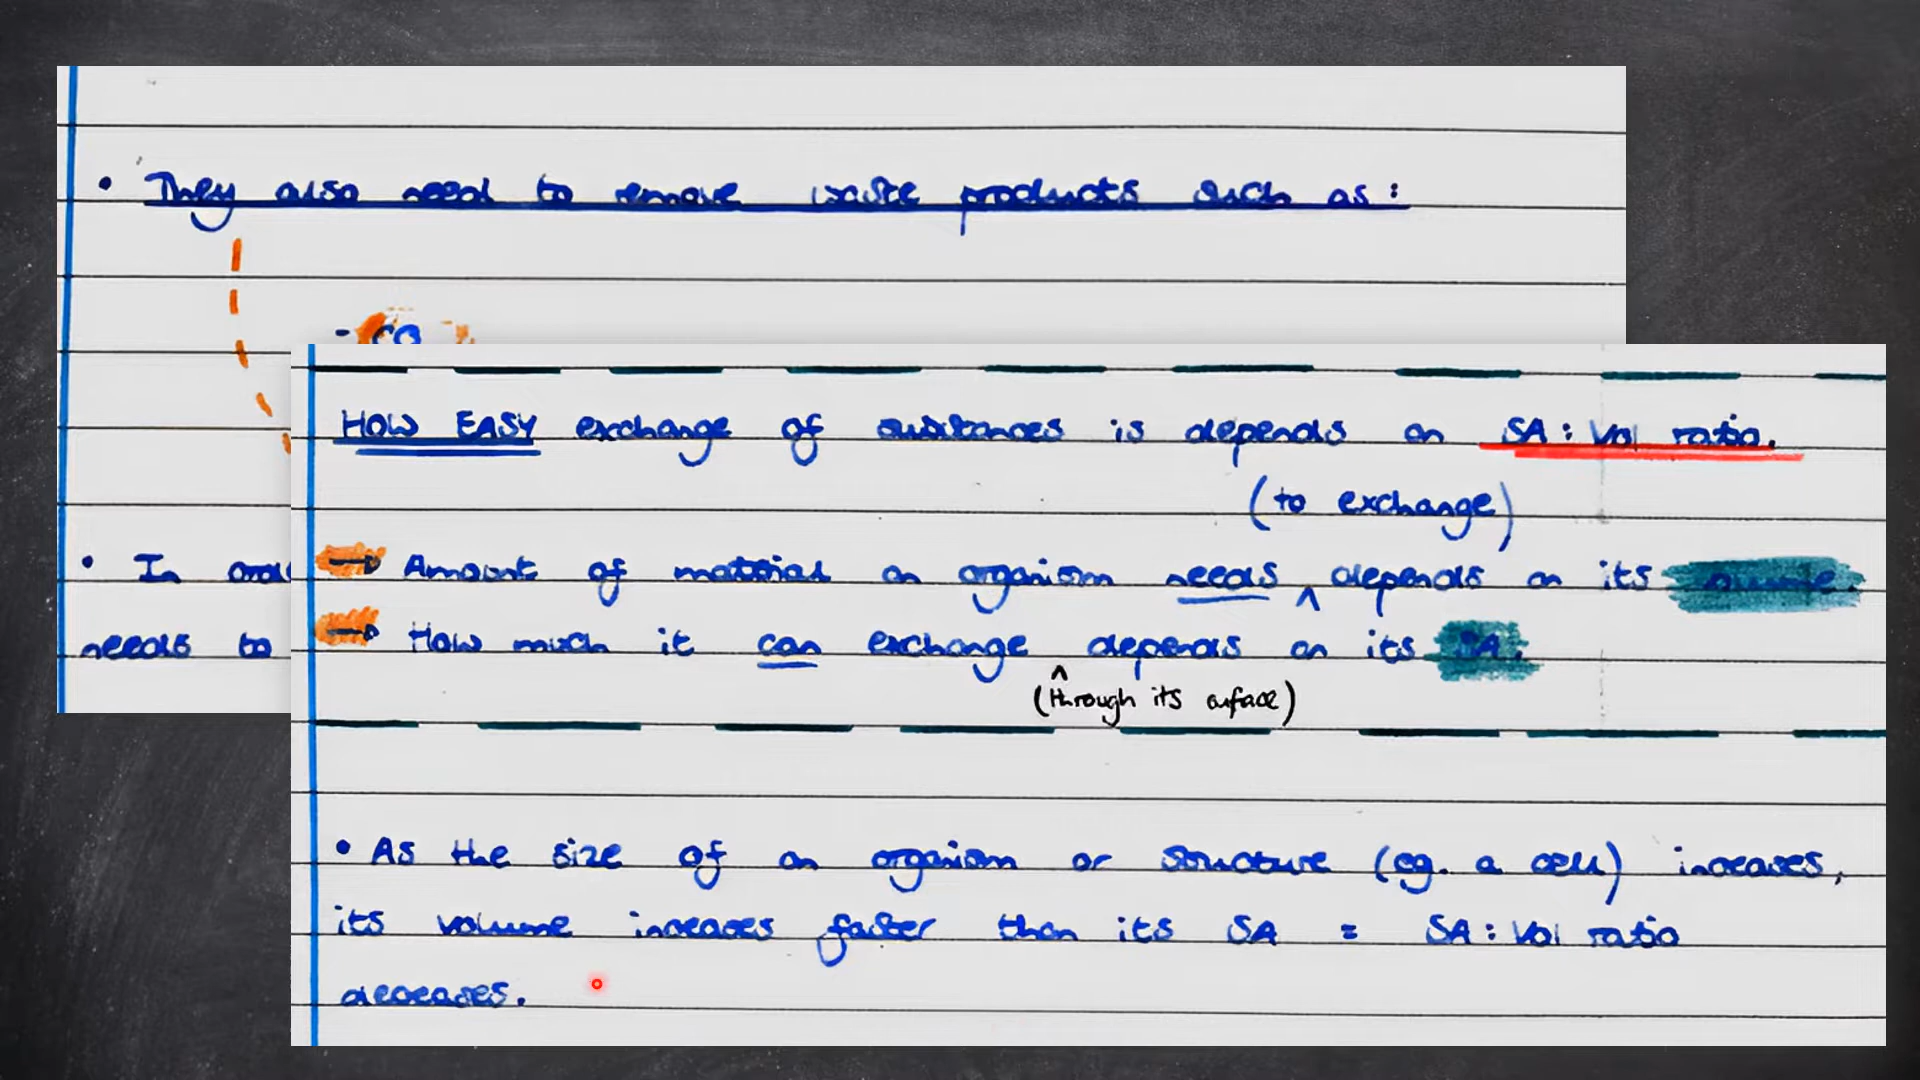 • They also need to remove waste products such as:
- CO
• In
needs to
HOW EASY exchange of substances is depends on SA : Vol ratio.
(to exchange)
→ Amount of material an organism needs ^ depends on its volume.
→ How much it can exchange depends on its SA.
^
(through its surface)
• As the size of an organism or structure (eg. a cell) increases,
its volume increases faster than its SA = SA : Vol ratio
decreases.